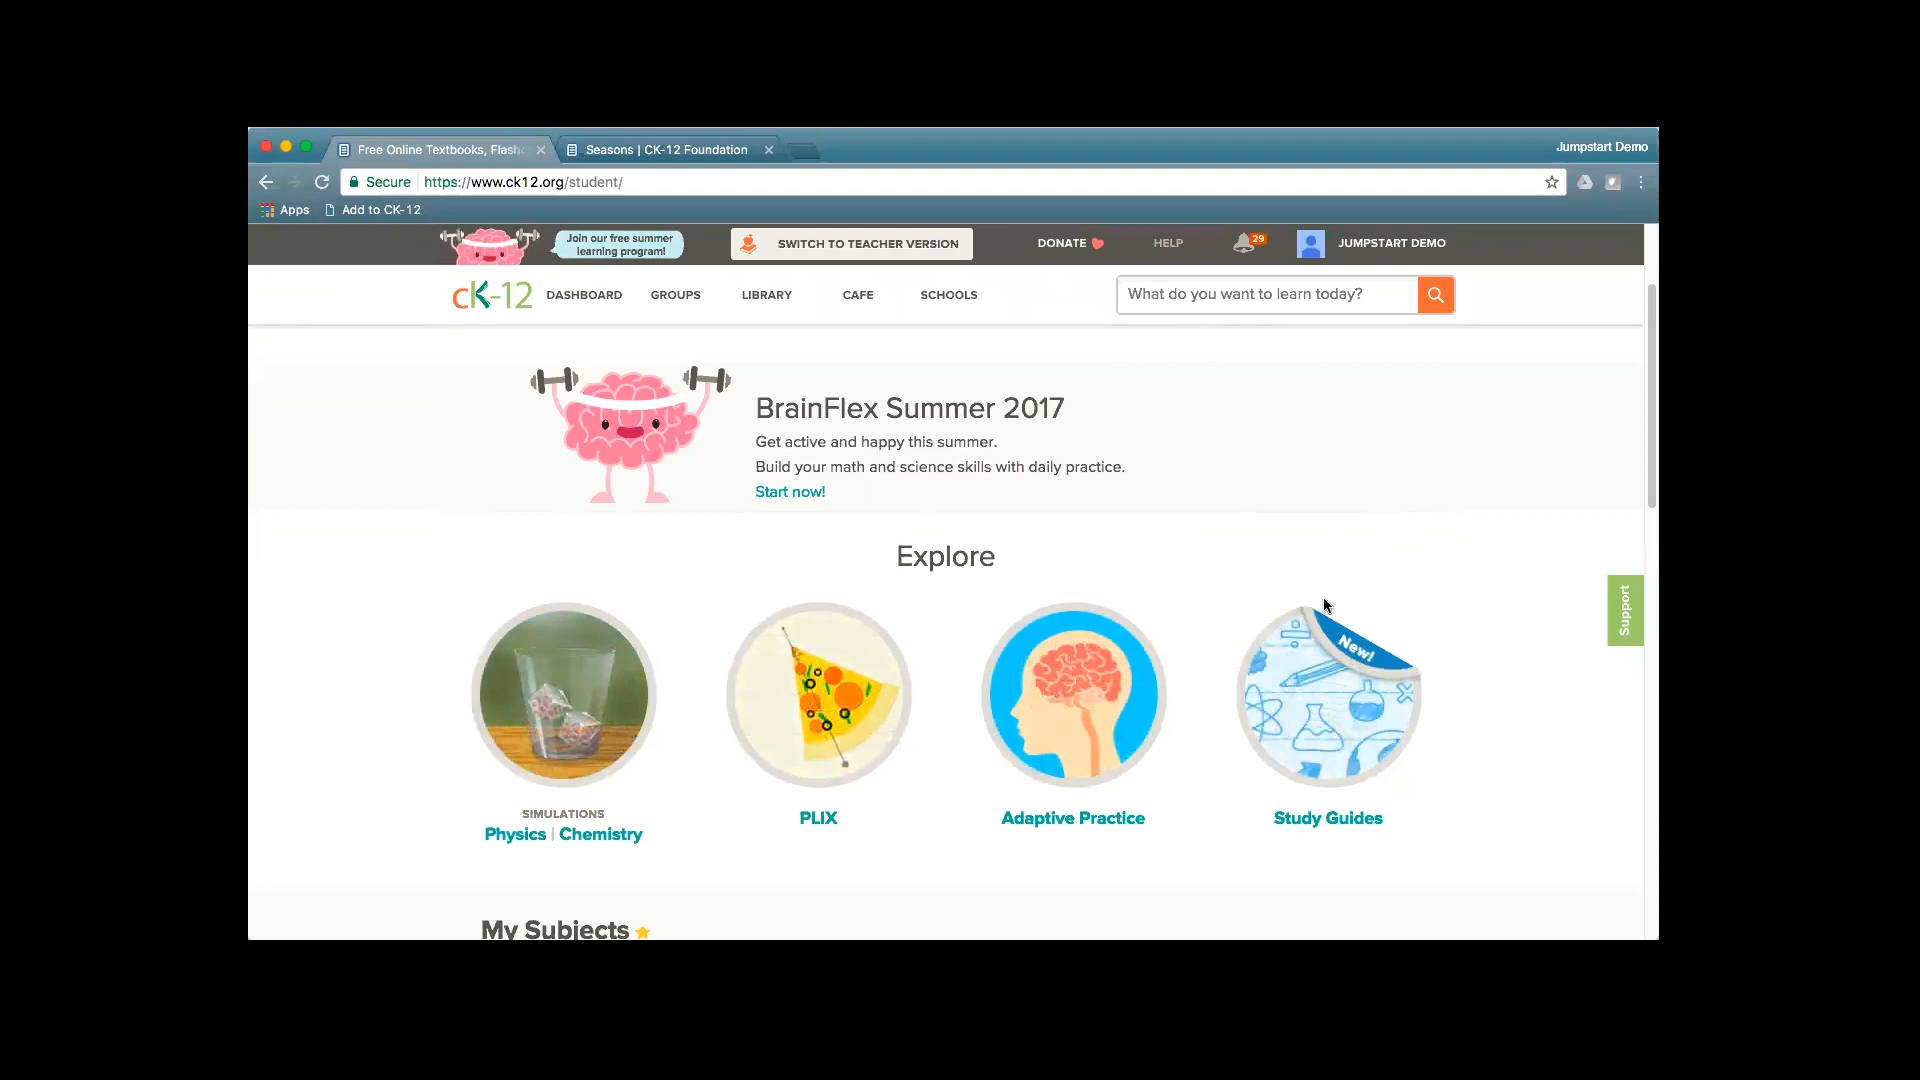 Free Online Textbooks, Flashc
Seasons | CK-12 Foundation
Jumpstart Demo
Secure https://www.ck12.org/student/
Apps Add to CK-12
Join our free summer
learning program!
SWITCH TO TEACHER VERSION
DONATE
HELP
29
JUMPSTART DEMO
cK-12
DASHBOARD GROUPS LIBRARY CAFE SCHOOLS
What do you want to learn today?
BrainFlex Summer 2017
Get active and happy this summer.
Build your math and science skills with daily practice.
Start now!
Explore
Support
New!
SIMULATIONS
Physics | Chemistry
PLIX
Adaptive Practice
Study Guides
My Subjects